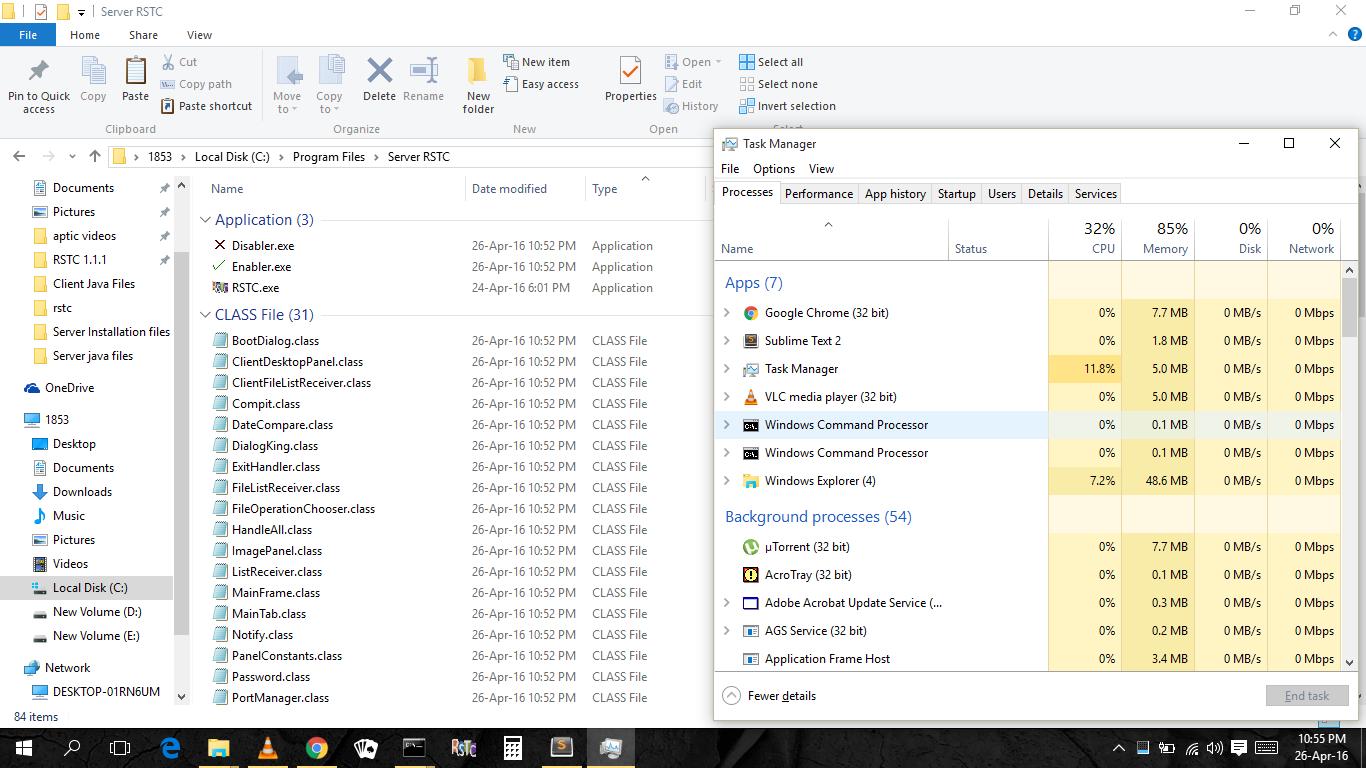 Server RSTC
File Home Share View
Pin to Quick access
Copy
Paste
Cut
Copy path
Paste shortcut
Clipboard
Move to
Copy to
Delete
Rename
Organize
New folder
New item
Easy access
New
Properties
Open
Edit
History
Open
Select all
Select none
Invert selection
Select
1853 Local Disk (C:) Program Files Server RSTC
Documents
Pictures
aptic videos
RSTC 1.1.1
Client Java Files
rstc
Server Installation files
Server java files
OneDrive
1853
Desktop
Documents
Downloads
Music
Pictures
Videos
Local Disk (C:)
New Volume (D:)
New Volume (E:)
Network
DESKTOP-01RN6UM
84 items
Name Date modified Type
Application (3)
Disabler.exe 26-Apr-16 10:52 PM Application
Enabler.exe 26-Apr-16 10:52 PM Application
RSTC.exe 24-Apr-16 6:01 PM Application
CLASS File (31)
BootDialog.class 26-Apr-16 10:52 PM CLASS File
ClientDesktopPanel.class 26-Apr-16 10:52 PM CLASS File
ClientFileListReceiver.class 26-Apr-16 10:52 PM CLASS File
Compit.class 26-Apr-16 10:52 PM CLASS File
DateCompare.class 26-Apr-16 10:52 PM CLASS File
DialogKing.class 26-Apr-16 10:52 PM CLASS File
ExitHandler.class 26-Apr-16 10:52 PM CLASS File
FileListReceiver.class 26-Apr-16 10:52 PM CLASS File
FileOperationChooser.class 26-Apr-16 10:52 PM CLASS File
HandleAll.class 26-Apr-16 10:52 PM CLASS File
ImagePanel.class 26-Apr-16 10:52 PM CLASS File
ListReceiver.class 26-Apr-16 10:52 PM CLASS File
MainFrame.class 26-Apr-16 10:52 PM CLASS File
MainTab.class 26-Apr-16 10:52 PM CLASS File
Notify.class 26-Apr-16 10:52 PM CLASS File
PanelConstants.class 26-Apr-16 10:52 PM CLASS File
Password.class 26-Apr-16 10:52 PM CLASS File
PortManager.class 26-Apr-16 10:52 PM CLASS File
Task Manager
File Options View
Processes Performance App history Startup Users Details Services
32% 85% 0% 0%
Name Status CPU Memory Disk Network
Apps (7)
Google Chrome (32 bit) 0% 7.7 MB 0 MB/s 0 Mbps
Sublime Text 2 0% 1.8 MB 0 MB/s 0 Mbps
Task Manager 11.8% 5.0 MB 0 MB/s 0 Mbps
VLC media player (32 bit) 0% 5.0 MB 0 MB/s 0 Mbps
Windows Command Processor 0% 0.1 MB 0 MB/s 0 Mbps
Windows Command Processor 0% 0.1 MB 0 MB/s 0 Mbps
Windows Explorer (4) 7.2% 48.6 MB 0 MB/s 0 Mbps
Background processes (54)
µTorrent (32 bit) 0% 7.7 MB 0 MB/s 0 Mbps
AcroTray (32 bit) 0% 0.1 MB 0 MB/s 0 Mbps
Adobe Acrobat Update Service (... 0% 0.3 MB 0 MB/s 0 Mbps
AGS Service (32 bit) 0% 0.2 MB 0 MB/s 0 Mbps
Application Frame Host 0% 3.4 MB 0 MB/s 0 Mbps
Fewer details End task
RSTC
10:55 PM
26-Apr-16